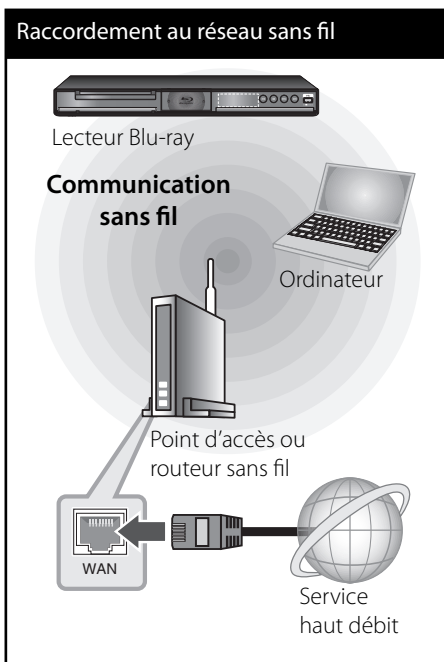 Raccordement au réseau sans fil
Lecteur Blu-ray
Communication
sans fil
Ordinateur
Point d'accès ou
routeur sans fil
WAN
Service
haut débit